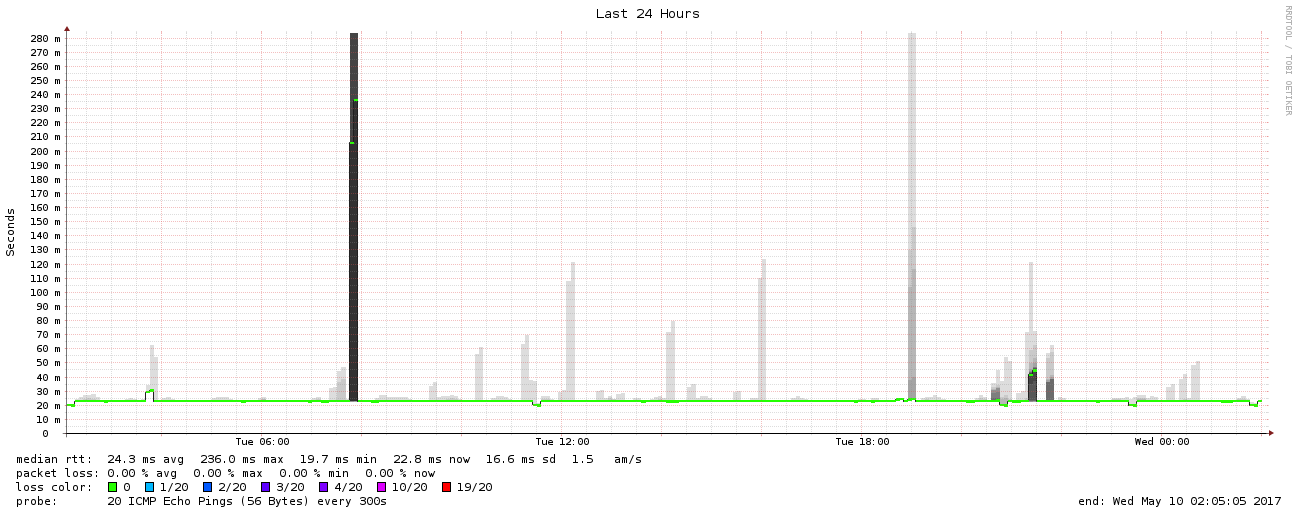 Last 24 Hours
RRDTOOL / TOBI OETIKER
Seconds
280 m
270 m
260 m
250 m
240 m
230 m
220 m
210 m
200 m
190 m
180 m
170 m
160 m
150 m
140 m
130 m
120 m
110 m
100 m
90 m
80 m
70 m
60 m
50 m
40 m
30 m
20 m
10 m
0
Tue 06:00 Tue 12:00 Tue 18:00 Wed 00:00
median rtt: 24.3 ms avg 236.0 ms max 19.7 ms min 22.8 ms now 16.6 ms sd 1.5 am/s
packet loss: 0.00 % avg 0.00 % max 0.00 % min 0.00 % now
loss color: 0 1/20 2/20 3/20 4/20 10/20 19/20
probe: 20 ICMP Echo Pings (56 Bytes) every 300s end: Wed May 10 02:05:05 2017